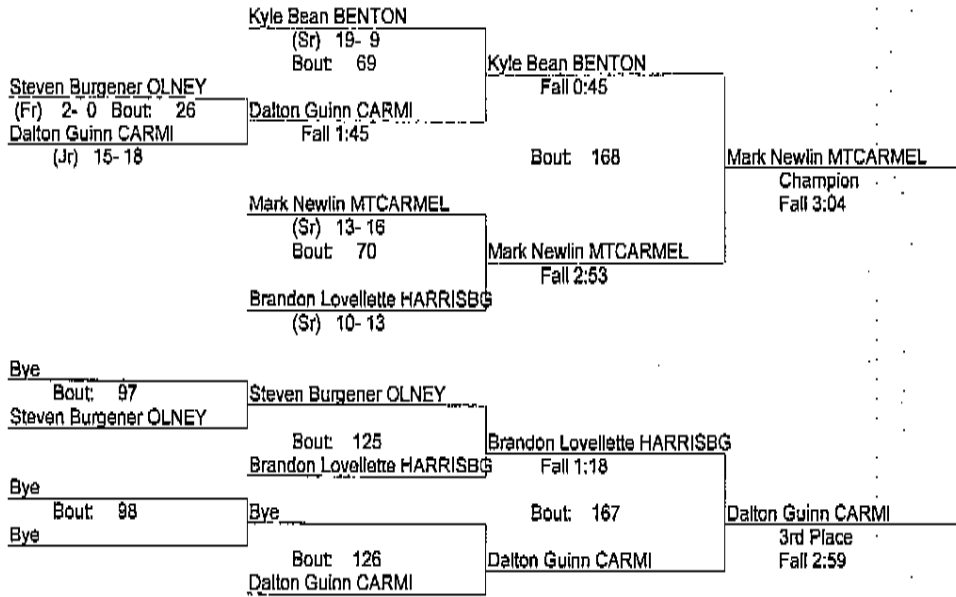 Kyle Bean BENTON
(Sr) 19- 9
Bout: 69
Kyle Bean BENTON
Fall 0:45
Steven Burgener OLNEY
(Fr) 2- 0 Bout: 26
Dalton Guinn CARMI
Dalton Guinn CARMI
Fall 1:45
(Jr) 15- 18
Bout: 168
Mark Newlin MTCARMEL
Champion
Fall 3:04
Mark Newlin MTCARMEL
(Sr) 13- 16
Bout: 70
Mark Newlin MTCARMEL
Fall 2:53
Brandon Lovellette HARRISBG
(Sr) 10- 13
Bye
Bout: 97
Steven Burgener OLNEY
Steven Burgener OLNEY
Bout: 125
Brandon Lovellette HARRISBG
Brandon Lovellette HARRISBG
Fall 1:18
Bye
Bout: 98
Bye
Bye
Bout: 167
Dalton Guinn CARMI
3rd Place
Fall 2:59
Bout: 126
Dalton Guinn CARMI
Dalton Guinn CARMI